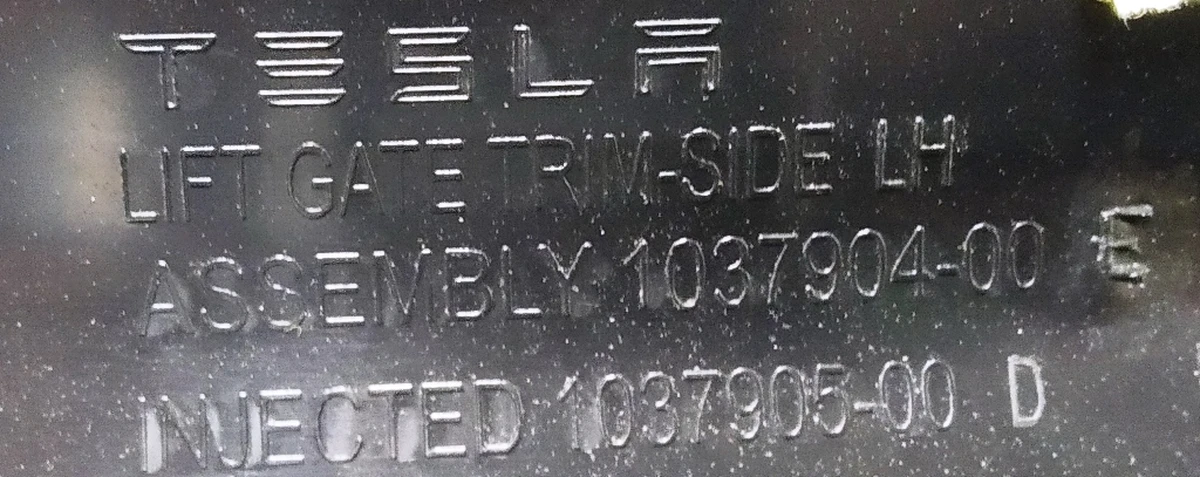 TESLA
LIFT GATE TRIM-SIDE LH
ASSEMBLY 1037904-00 E
INJECTED 1037905-00 D